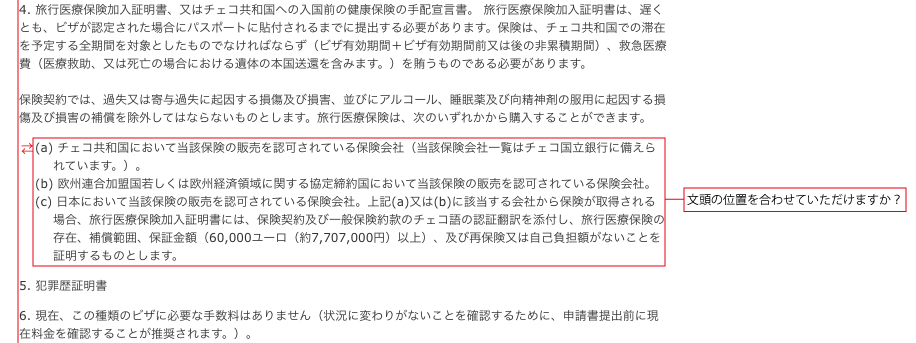 4. 旅行医療保険加入証明書、又はチェコ共和国への入国前の健康保険の手配宣言書。 旅行医療保険加入証明書は、遅く
とも、ビザが認定された場合にパスポートに貼付されるまでに提出する必要があります。保険は、チェコ共和国での滞在
を予定する全期間を対象としたものでなければならず（ビザ有効期間＋ビザ有効期間前又は後の非累積期間）、救急医療
費（医療救助、又は死亡の場合における遺体の本国送還を含みます。）を賄うものである必要があります。
保険契約では、過失又は寄与過失に起因する損傷及び損害、並びにアルコール、睡眠薬及び向精神剤の服用に起因する損
傷及び損害の補償を除外してはならないものとします。旅行医療保険は、次のいずれかから購入することができます。
(a) チェコ共和国において当該保険の販売を認可されている保険会社（当該保険会社一覧はチェコ国立銀行に備えら
れています。）。
(b) 欧州連合加盟国若しくは欧州経済領域に関する協定締約国において当該保険の販売を認可されている保険会社。
(c) 日本において当該保険の販売を認可されている保険会社。上記(a)又は(b)に該当する会社から保険が取得される
場合、旅行医療保険加入証明書には、保険契約及び一般保険約款のチェコ語の認証翻訳を添付し、旅行医療保険の
存在、補償範囲、保証金額（60,000ユーロ（約7,707,000円）以上）、及び再保険又は自己負担額がないことを
証明するものとします。
文頭の位置を合わせていただけますか？
5. 犯罪歴証明書
6. 現在、この種類のビザに必要な手数料はありません（状況に変わりがないことを確認するために、申請書提出前に現
在料金を確認することが推奨されます。）。